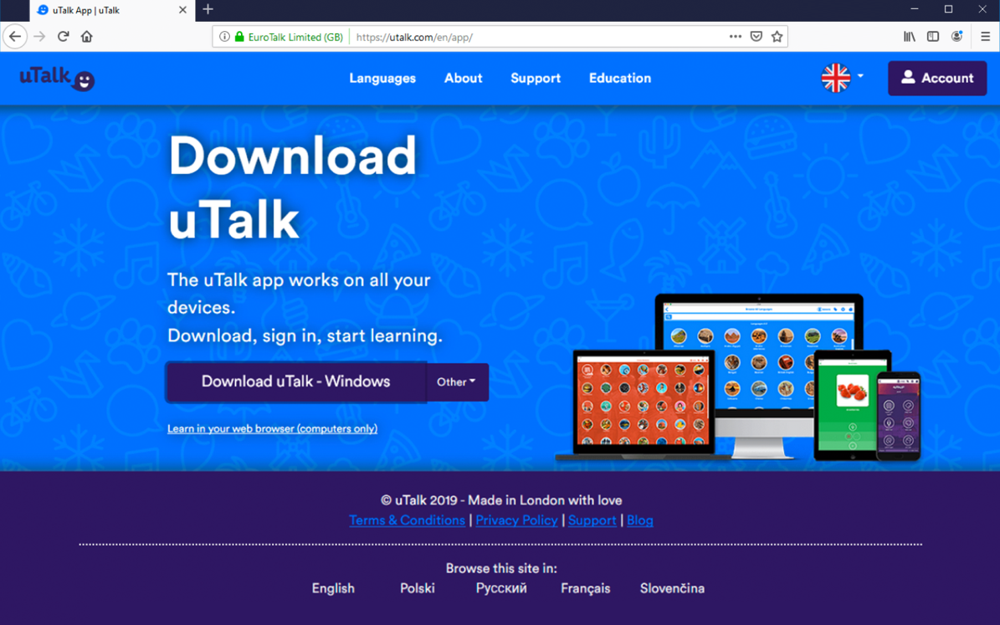 uTalk App | uTalk
EuroTalk Limited (GB)
https://utalk.com/en/app/
uTalk
Languages
About
Support
Education
Account
Download
uTalk
The uTalk app works on all your
devices.
Download, sign in, start learning.
Download uTalk - Windows
Other
Learn in your web browser (computers only)
© uTalk 2019 - Made in London with love
Terms & Conditions | Privacy Policy | Support | Blog
Browse this site in:
English
Polski
Русский
Français
Slovenčina